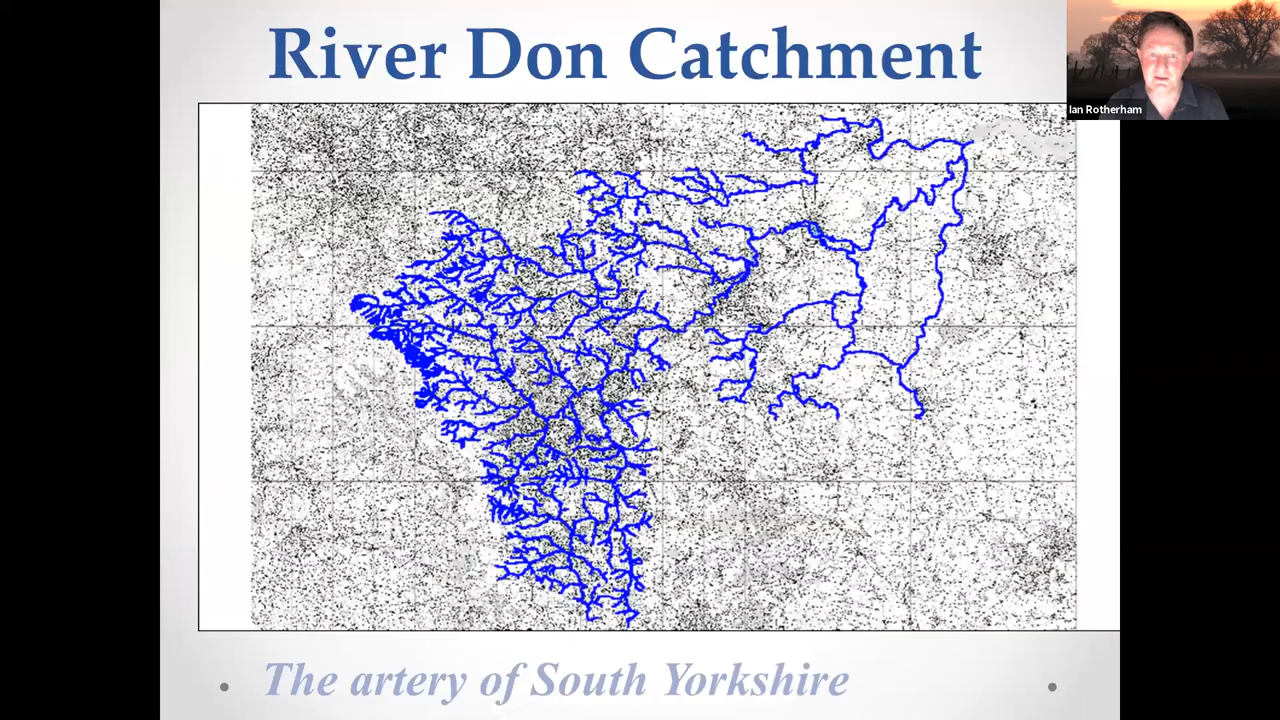 River Don Catchment
Ian Rotherham
The artery of South Yorkshire